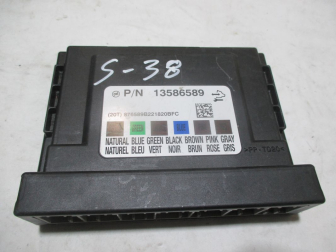 S-38
P/N 13586589
NATURAL BLUE GREEN BLACK BROWN PINK GRAY
NATUREL BLEU VERT NOIR BRUN ROSE GRIS